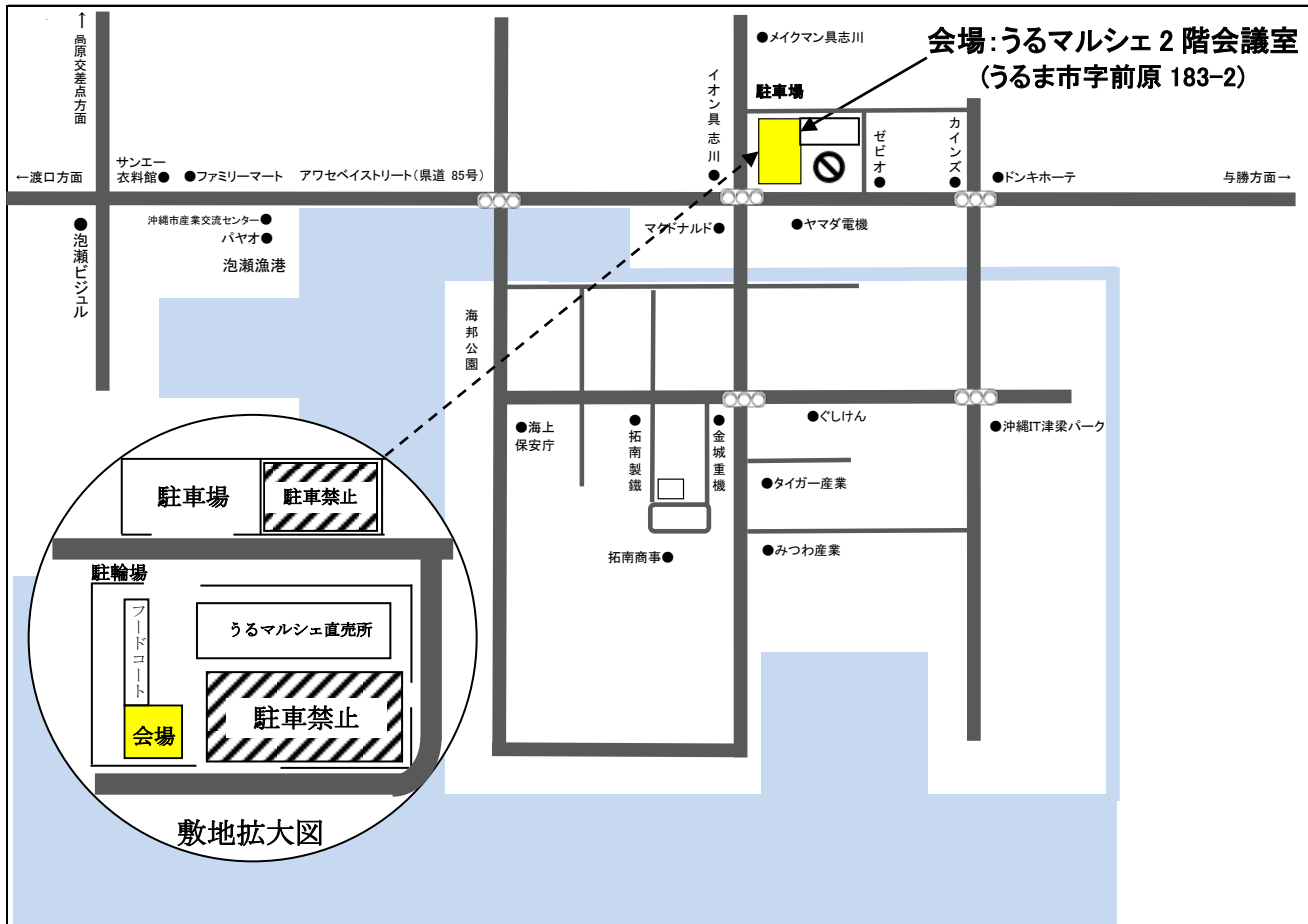 ↑高原交差点方面
●メイクマン具志川
会場：うるマルシェ 2 階会議室
(うるま市字前原 183-2)
イオン具志川●
駐車場
ゼビオ●
カインズ●
←渡口方面
サンエー
衣料館●
●ファミリーマート
アワセベイストリート（県道 85号）
●ドンキホーテ
与勝方面→
●泡瀬ビジュル
沖縄市産業交流センター●
パヤオ●
泡瀬漁港
マクドナルド●
●ヤマダ電機
海邦公園
●海上
保安庁
●拓南製鐵
●金城重機
●ぐしけん
●沖縄IT津梁パーク
●タイガー産業
拓南商事●
●みつわ産業
駐車場
駐車禁止
駐輪場
フードコート
うるマルシェ直売所
会場
駐車禁止
敷地拡大図